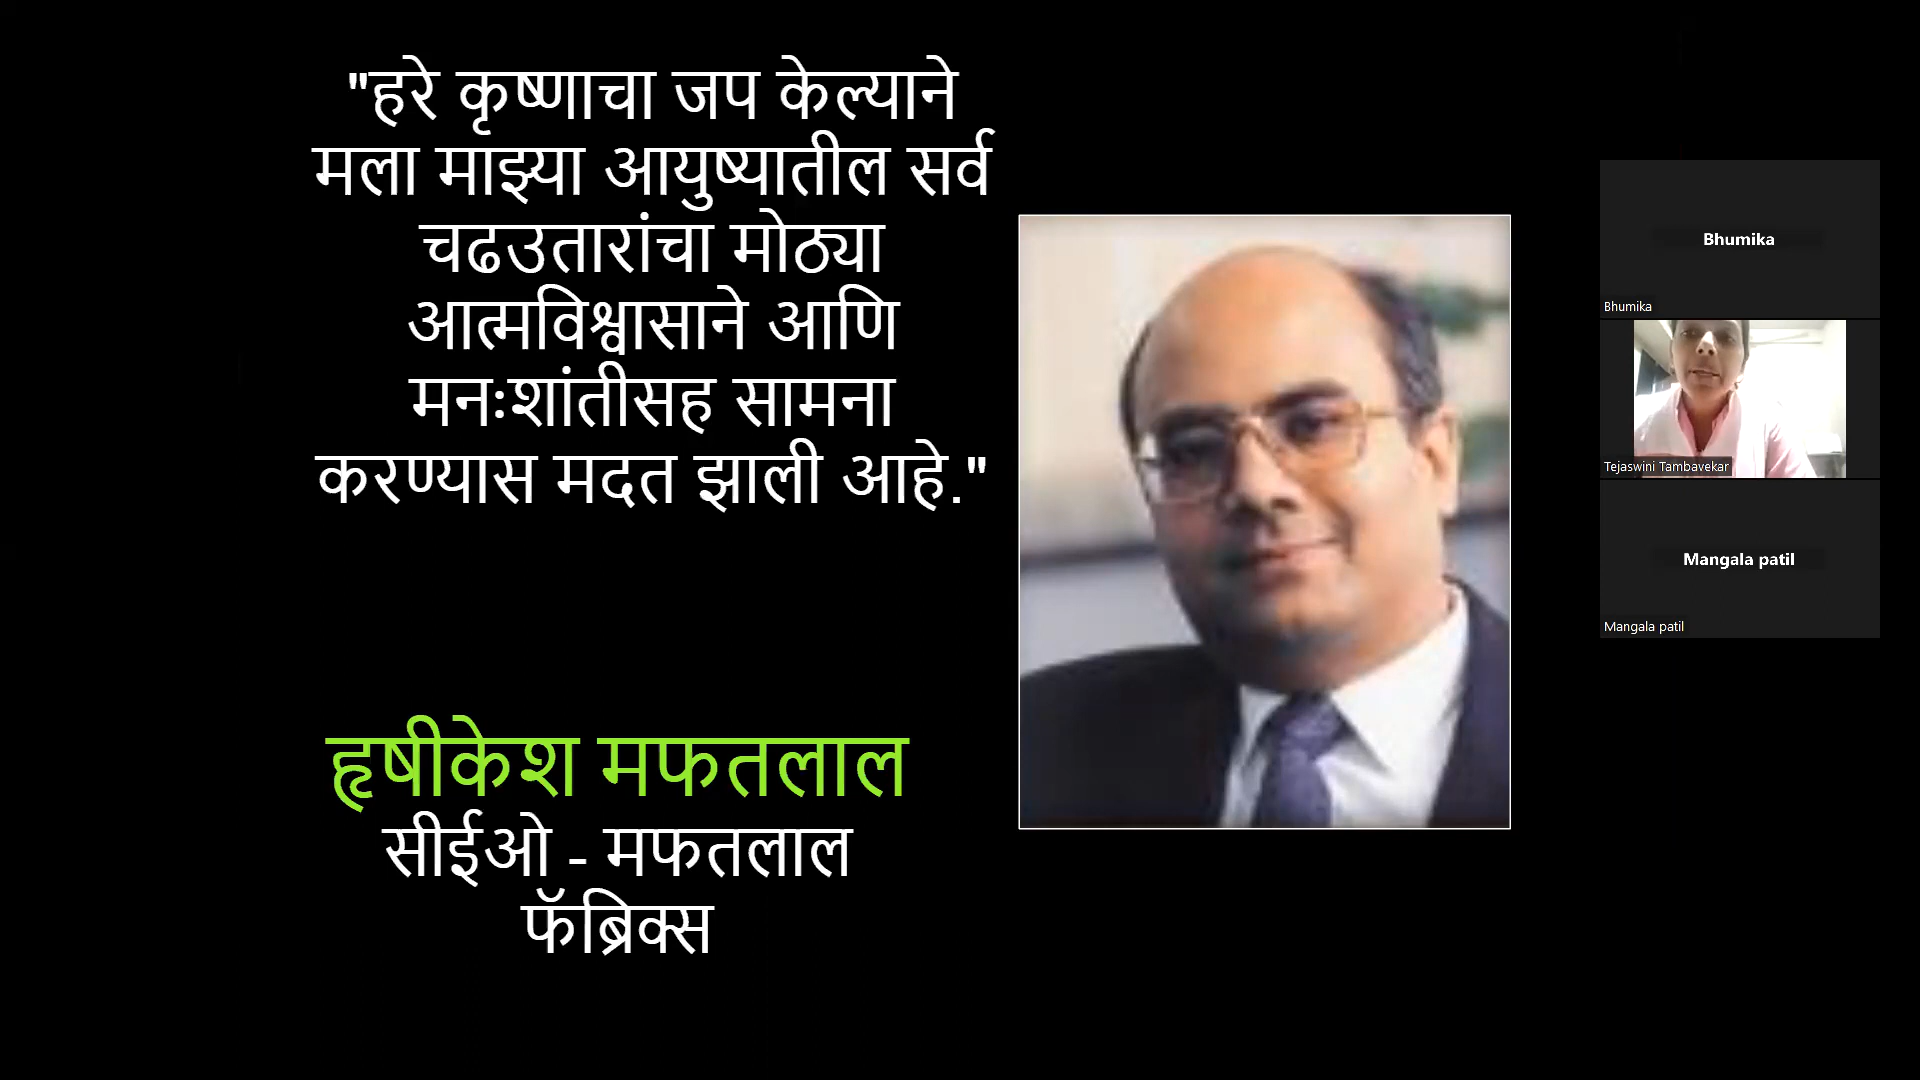 "हरे कृष्णाचा जप केल्याने
मला माझ्या आयुष्यातील सर्व
चढउतारांचा मोठ्या
आत्मविश्वासाने आणि
मनःशांतीसह सामना
करण्यास मदत झाली आहे."
हृषीकेश मफतलाल
सीईओ - मफतलाल
फॅब्रिक्स
Bhumika
Bhumika
Tejaswini Tambavekar
Mangala patil
Mangala patil